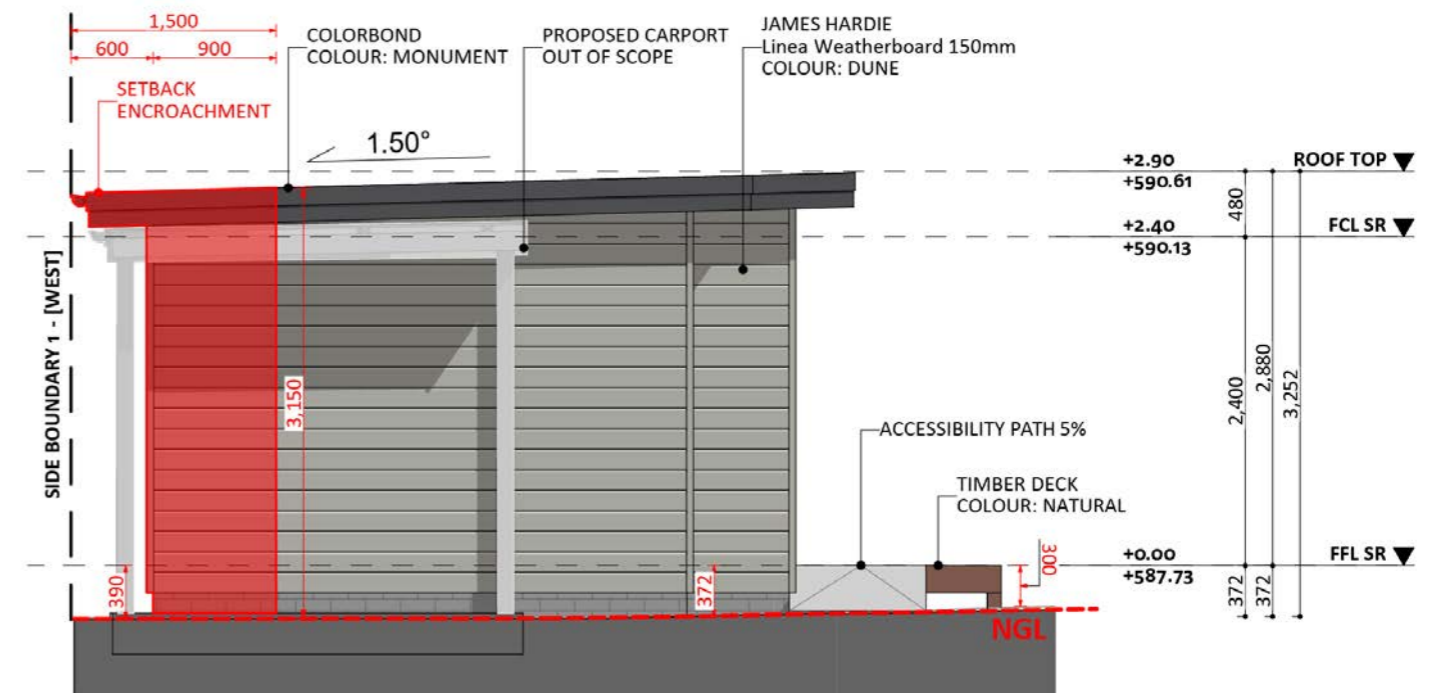 1,500
600
900
SETBACK
ENCROACHMENT
COLORBOND
COLOUR: MONUMENT
PROPOSED CARPORT
OUT OF SCOPE
JAMES HARDIE
Linea Weatherboard 150mm
COLOUR: DUNE
1.50°
+2.90
+590.61
ROOF TOP
480
+2.40
+590.13
FCL SR
SIDE BOUNDARY 1 - [WEST]
3,150
2,400
2,880
3,252
ACCESSIBILITY PATH 5%
TIMBER DECK
COLOUR: NATURAL
390
372
300
+0.00
+587.73
FFL SR
372
372
NGL